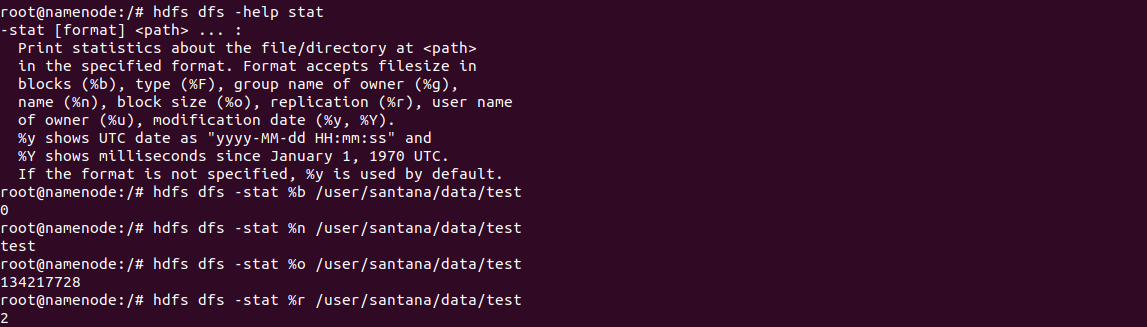 root@namenode:/# hdfs dfs -help stat
-stat [format] <path> ... :
  Print statistics about the file/directory at <path>
  in the specified format. Format accepts filesize in
  blocks (%b), type (%F), group name of owner (%g),
  name (%n), block size (%o), replication (%r), user name
  of owner (%u), modification date (%y, %Y).
  %y shows UTC date as "yyyy-MM-dd HH:mm:ss" and
  %Y shows milliseconds since January 1, 1970 UTC.
  If the format is not specified, %y is used by default.
root@namenode:/# hdfs dfs -stat %b /user/santana/data/test
0
root@namenode:/# hdfs dfs -stat %n /user/santana/data/test
test
root@namenode:/# hdfs dfs -stat %o /user/santana/data/test
134217728
root@namenode:/# hdfs dfs -stat %r /user/santana/data/test
2